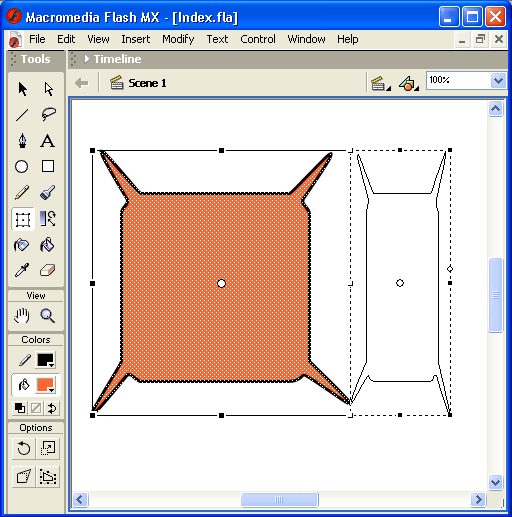 Macromedia Flash MX - [Index.fla]
File Edit View Insert Modify Text Control Window Help
Tools
Timeline
Scene 1
100%
A
View
Colors
Options